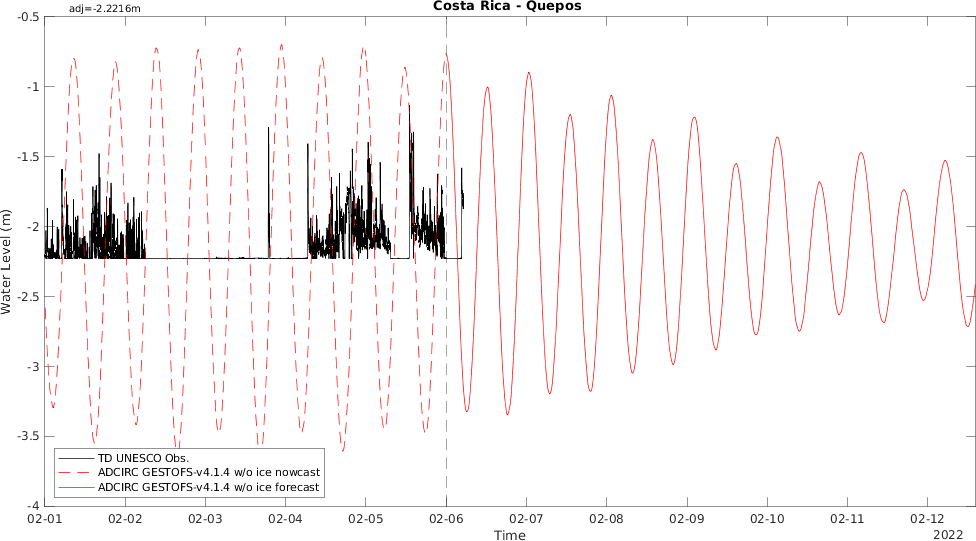 adj=-2.2216m
Costa Rica - Quepos
-0.5
-1
-1.5
-2
-2.5
-3
-3.5
-4
Water Level (m)
TD UNESCO Obs.
ADCIRC GESTOFS-v4.1.4 w/o ice nowcast
ADCIRC GESTOFS-v4.1.4 w/o ice forecast
02-01 02-02 02-03 02-04 02-05 02-06 02-07 02-08 02-09 02-10 02-11 02-12
Time
2022